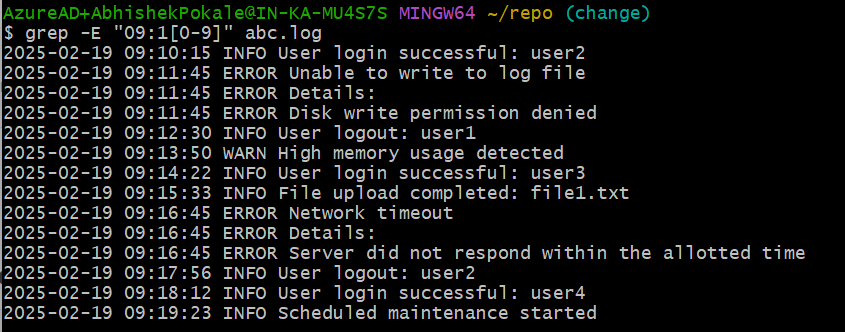 AzureAD+AbhishekPokale@IN-KA-MU4S7S MINGW64 ~/repo (change)
$ grep -E "09:1[0-9]" abc.log
2025-02-19 09:10:15 INFO User login successful: user2
2025-02-19 09:11:45 ERROR Unable to write to log file
2025-02-19 09:11:45 ERROR Details:
2025-02-19 09:11:45 ERROR Disk write permission denied
2025-02-19 09:12:30 INFO User logout: user1
2025-02-19 09:13:50 WARN High memory usage detected
2025-02-19 09:14:22 INFO User login successful: user3
2025-02-19 09:15:33 INFO File upload completed: file1.txt
2025-02-19 09:16:45 ERROR Network timeout
2025-02-19 09:16:45 ERROR Details:
2025-02-19 09:16:45 ERROR Server did not respond within the allotted time
2025-02-19 09:17:56 INFO User logout: user2
2025-02-19 09:18:12 INFO User login successful: user4
2025-02-19 09:19:23 INFO Scheduled maintenance started